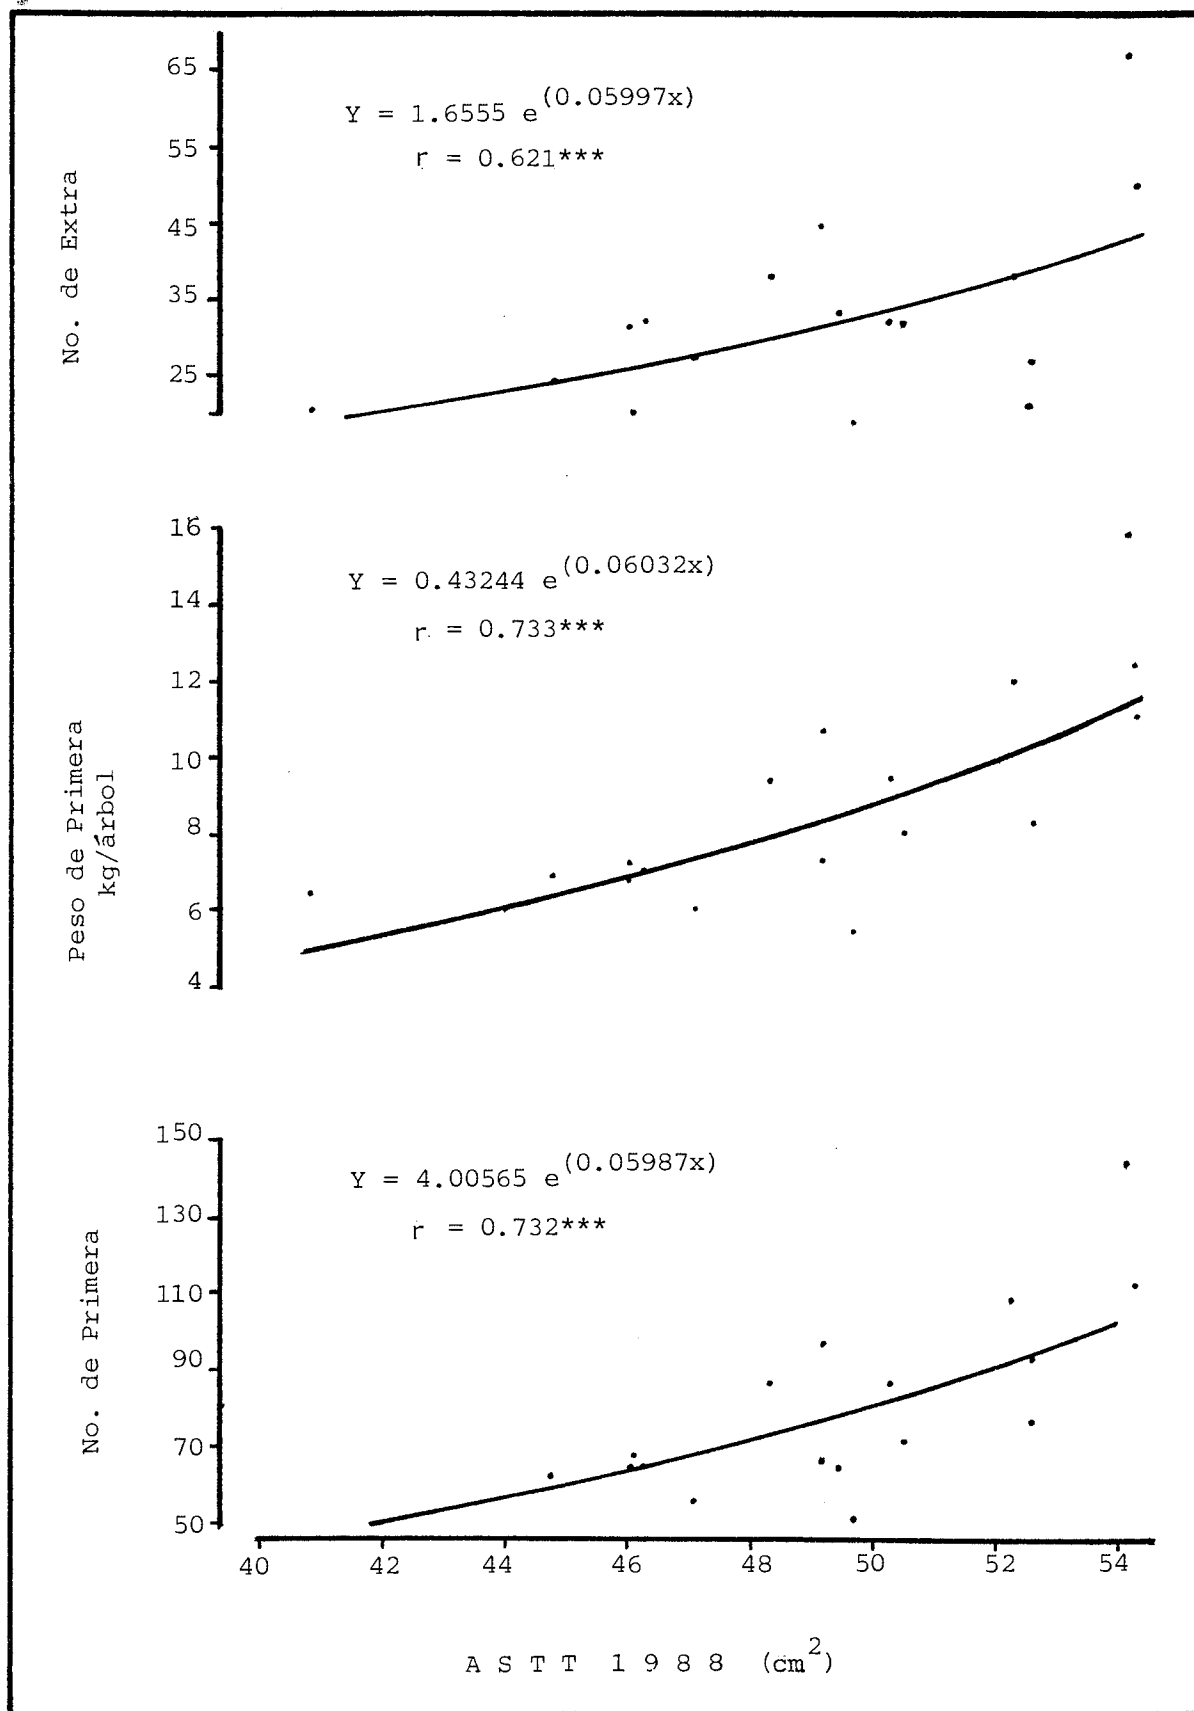 65
Y = 1.6555 e^(0.05997x)
r = 0.621***
55
45
35
25
No. de Extra
16
Y = 0.43244 e^(0.06032x)
14
r = 0.733***
12
10
8
6
4
Peso de Primera
kg/árbol
150
Y = 4.00565 e^(0.05987x)
130
r = 0.732***
110
90
70
50
No. de Primera
40 42 44 46 48 50 52 54
A S T T 1 9 8 8 (cm²)